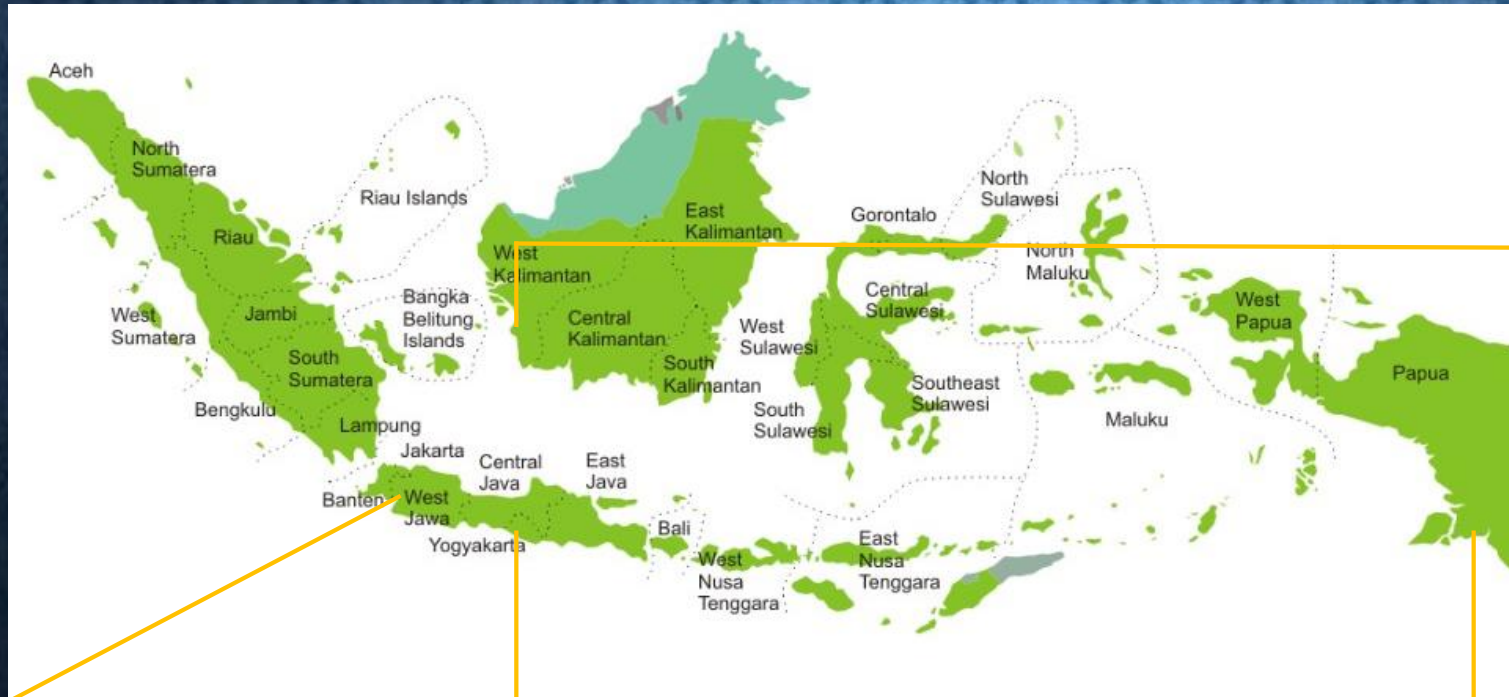 Aceh
North
Sumatera
Riau Islands
Riau
West
Sumatera
Jambi
Bangka
Belitung
Islands
South
Sumatera
Bengkulu
Lampung
Jakarta
Banten
West
Jawa
Central
Java
East
Java
Yogyakarta
Bali
West
Nusa
Tenggara
East
Nusa
Tenggara
West
Kalimantan
East
Kalimantan
Central
Kalimantan
South
Kalimantan
West
Sulawesi
South
Sulawesi
Gorontalo
North
Sulawesi
Central
Sulawesi
Southeast
Sulawesi
North
Maluku
Maluku
West
Papua
Papua